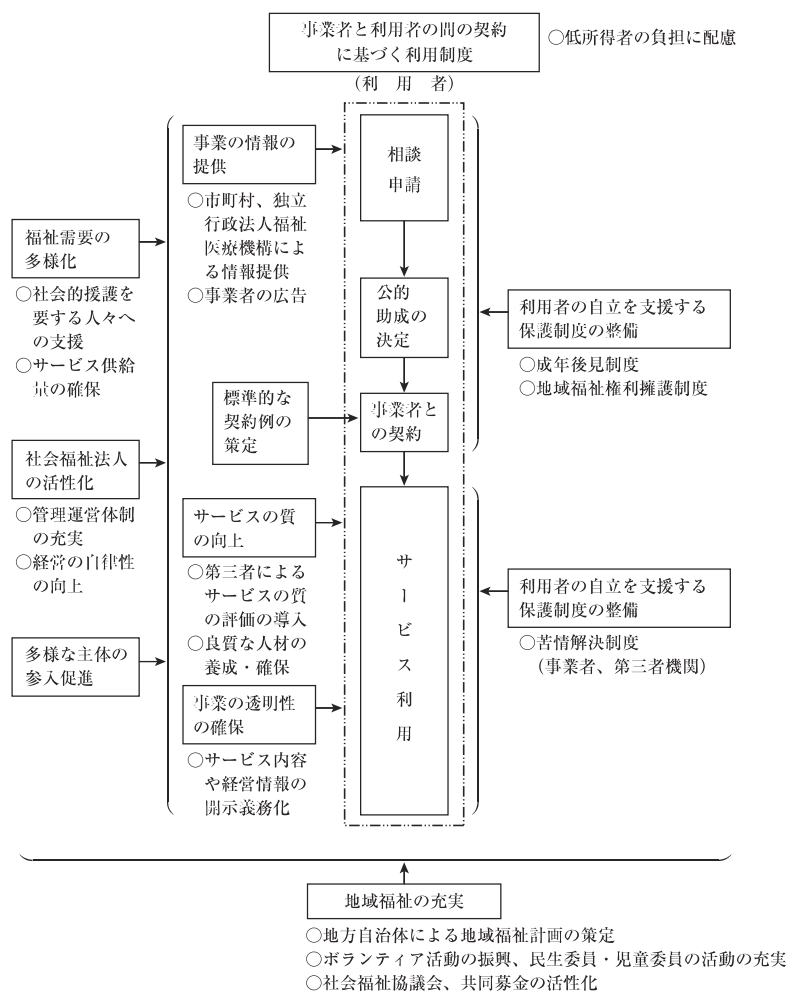 事業者と利用者の間の契約
に基づく利用制度
○低所得者の負担に配慮
(利 用 者)
事業の情報の
提供
○市町村、独立
行政法人福祉
医療機構によ
る情報提供
○事業者の広告
相談
申請
福祉需要の
多様化
○社会的援護を
要する人々へ
の支援
○サービス供給
量の確保
公的
助成の
決定
利用者の自立を支援する
保護制度の整備
○成年後見制度
○地域福祉権利擁護制度
標準的な
契約例の
策定
事業者と
の契約
社会福祉法人
の活性化
○管理運営体制
の充実
○経営の自律性
の向上
サービスの質
の向上
○第三者による
サービスの質
の評価の導入
○良質な人材の
養成・確保
サービス利用
利用者の自立を支援する
保護制度の整備
○苦情解決制度
(事業者、第三者機関)
多様な主体の
参入促進
事業の透明性
の確保
○サービス内容
や経営情報の
開示義務化
地域福祉の充実
○地方自治体による地域福祉計画の策定
○ボランティア活動の振興、民生委員・児童委員の活動の充実
○社会福祉協議会、共同募金の活性化